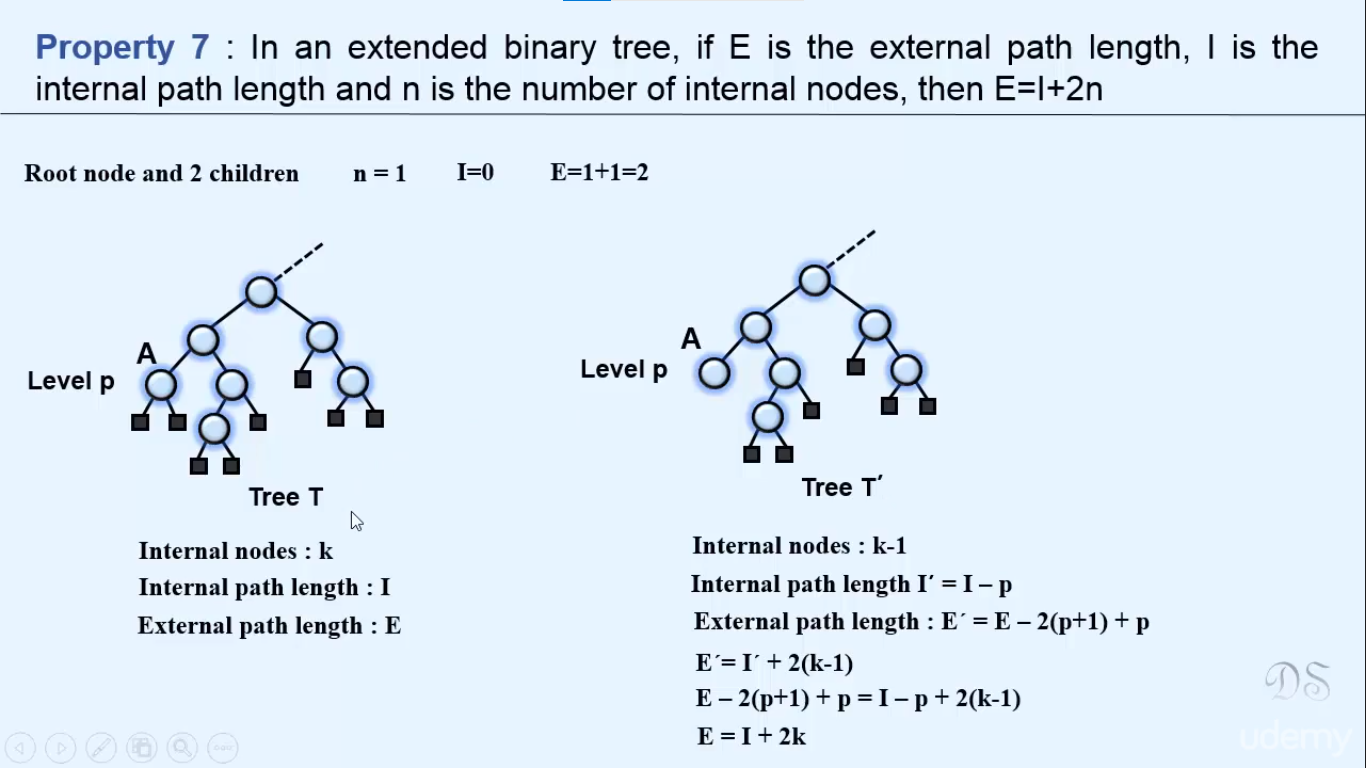 Property 7 : In an extended binary tree, if E is the external path length, I is the
internal path length and n is the number of internal nodes, then E=I+2n
Root node and 2 children n = 1 I=0 E=1+1=2
A
Level p
Tree T
Internal nodes : k
Internal path length : I
External path length : E
A
Level p
Tree T′
Internal nodes : k-1
Internal path length I′ = I – p
External path length : E´ = E – 2(p+1) + p
E´= I´ + 2(k-1)
E – 2(p+1) + p = I – p + 2(k-1)
E = I + 2k
DS
udemy